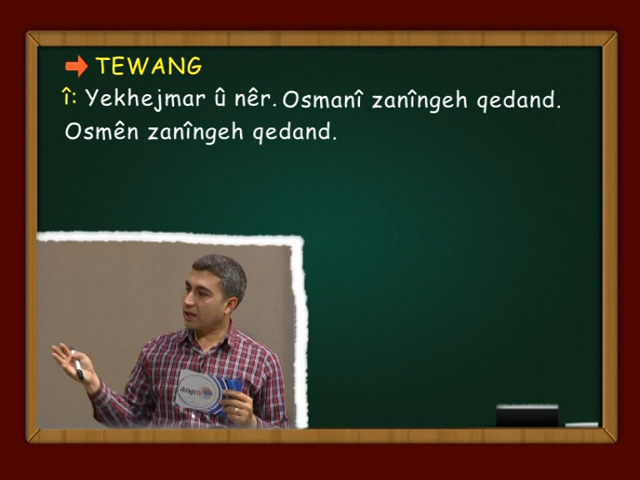 TEWANG
î: Yekhejmar û nêr. Osmanî zanîngeh qedand.
Osmên zanîngeh qedand.